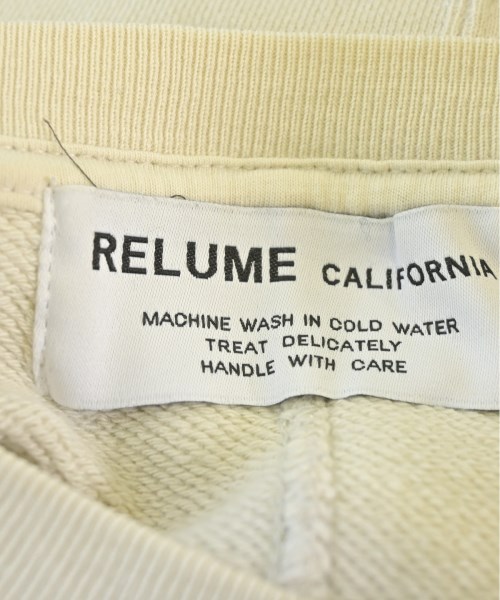 RELUME CALIFORNIA
MACHINE WASH IN COLD WATER
TREAT DELICATELY
HANDLE WITH CARE